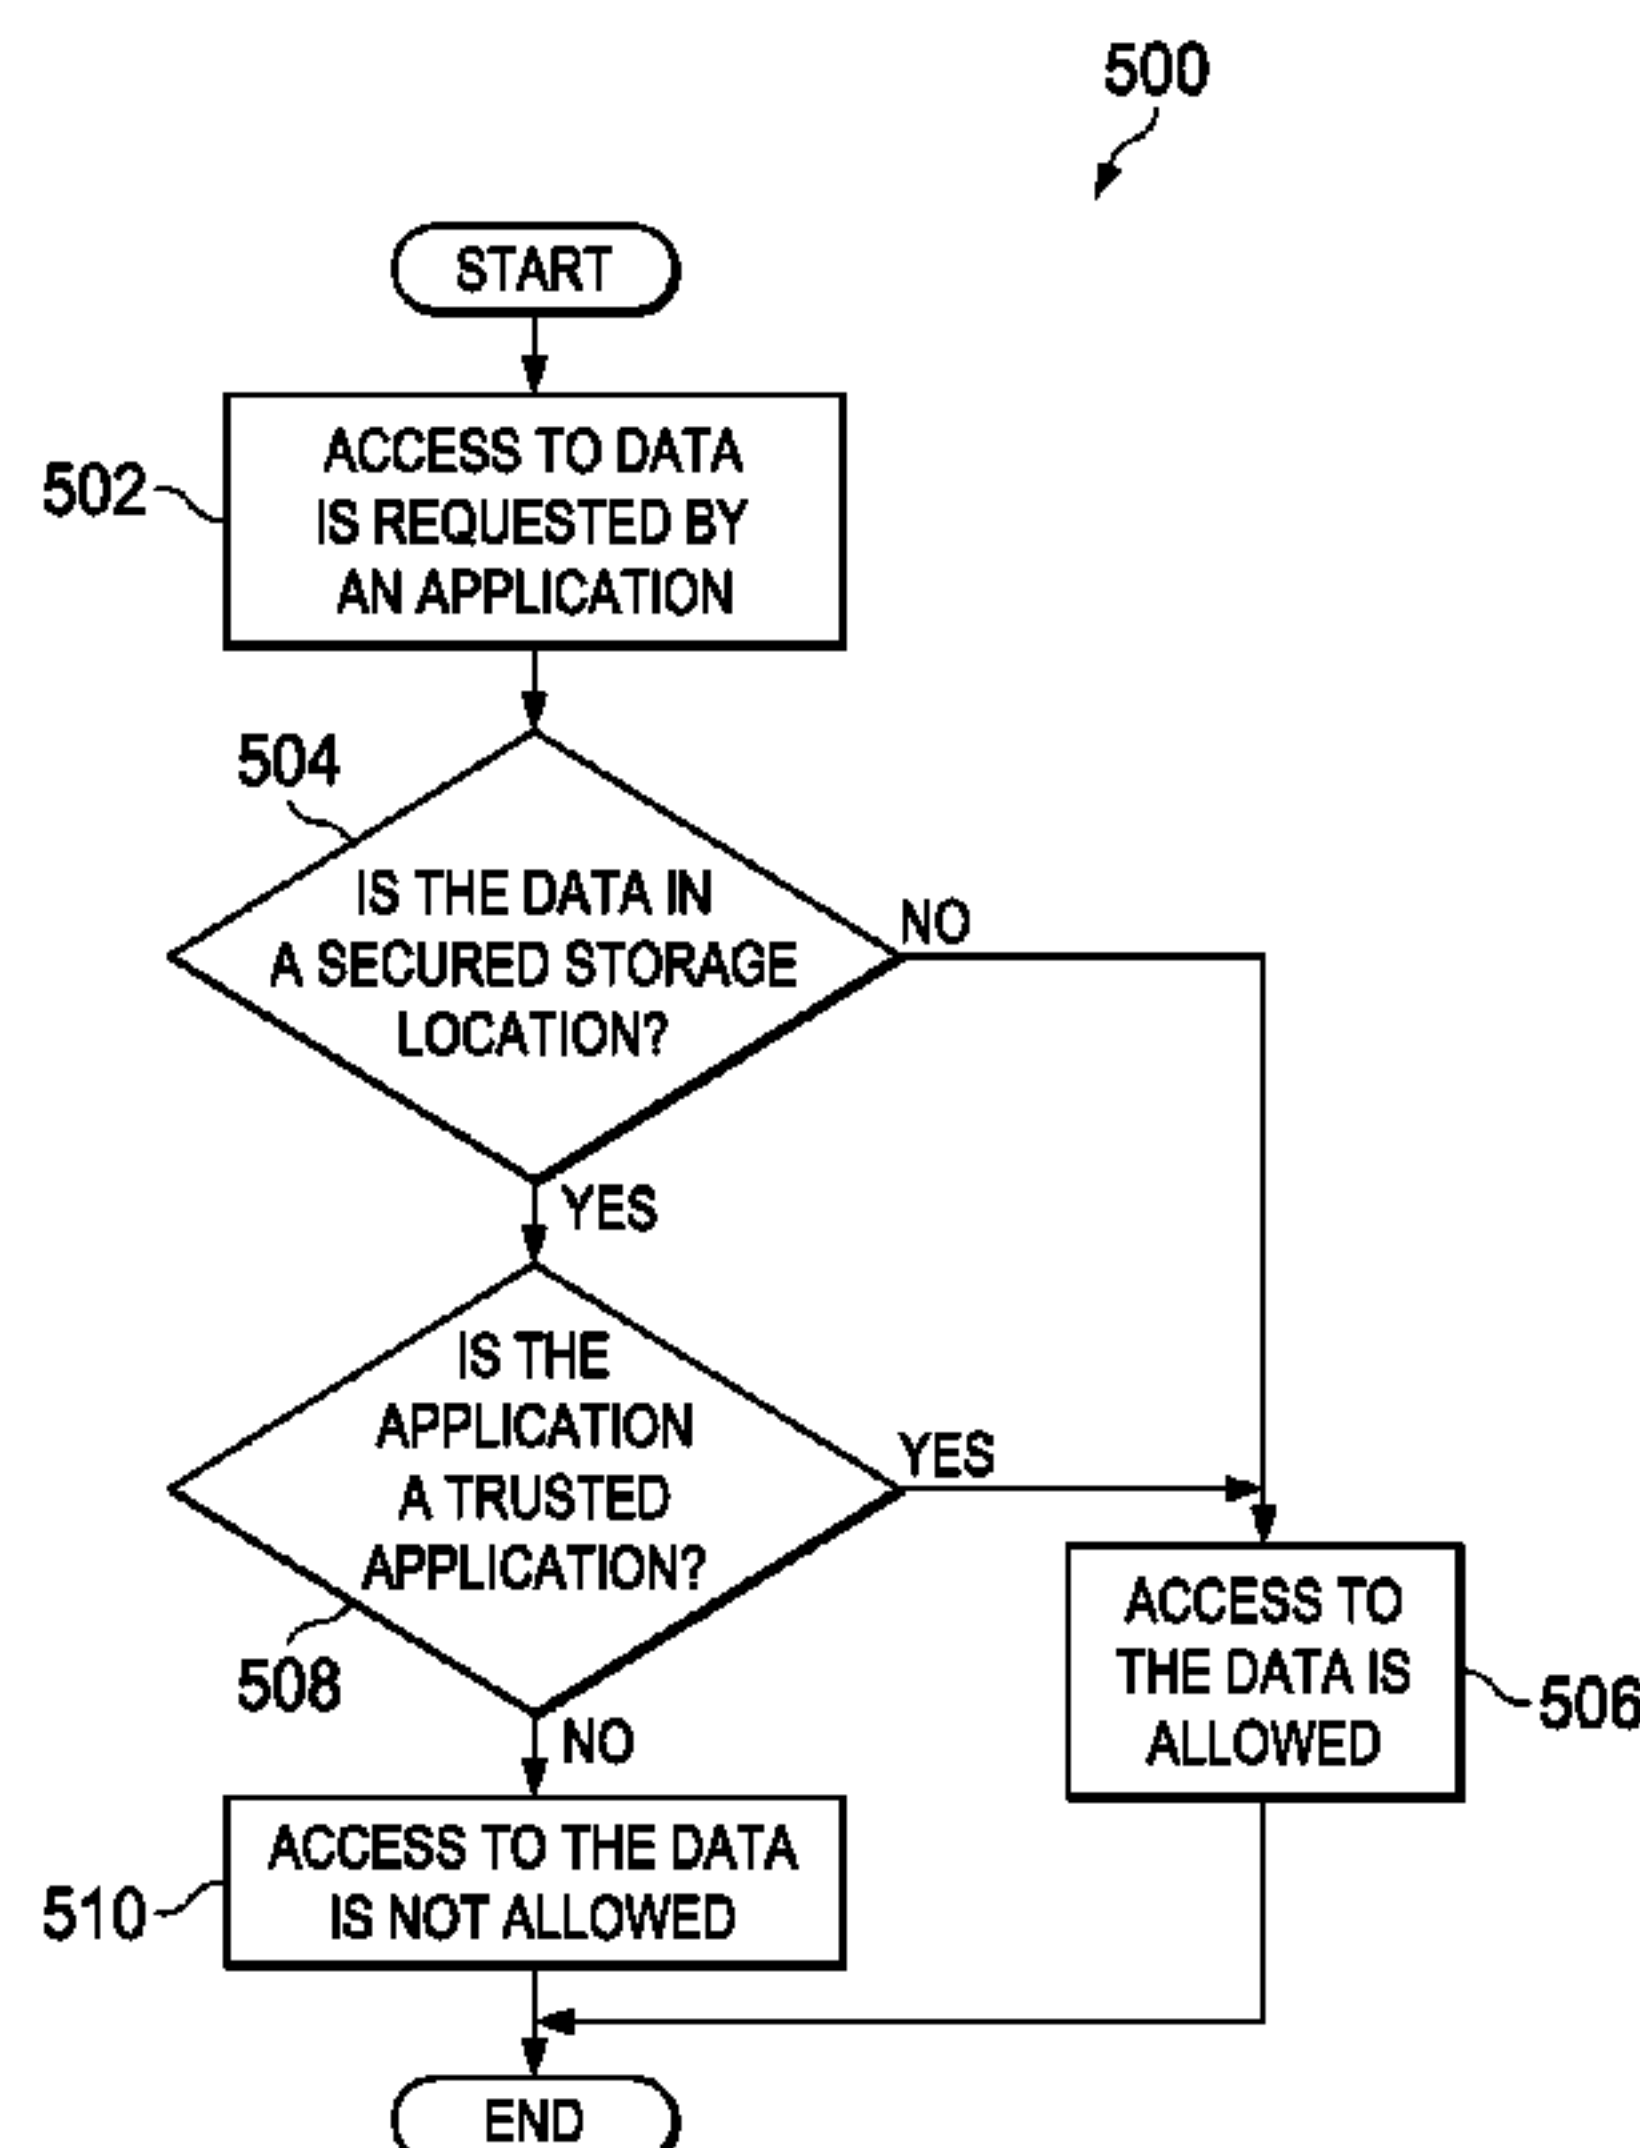 500
START
502
ACCESS TO DATA
IS REQUESTED BY
AN APPLICATION
504
IS THE DATA IN
A SECURED STORAGE
LOCATION?
NO
YES
IS THE
APPLICATION
A TRUSTED
APPLICATION?
YES
508
NO
ACCESS TO
THE DATA IS
ALLOWED
506
510
ACCESS TO THE DATA
IS NOT ALLOWED
END